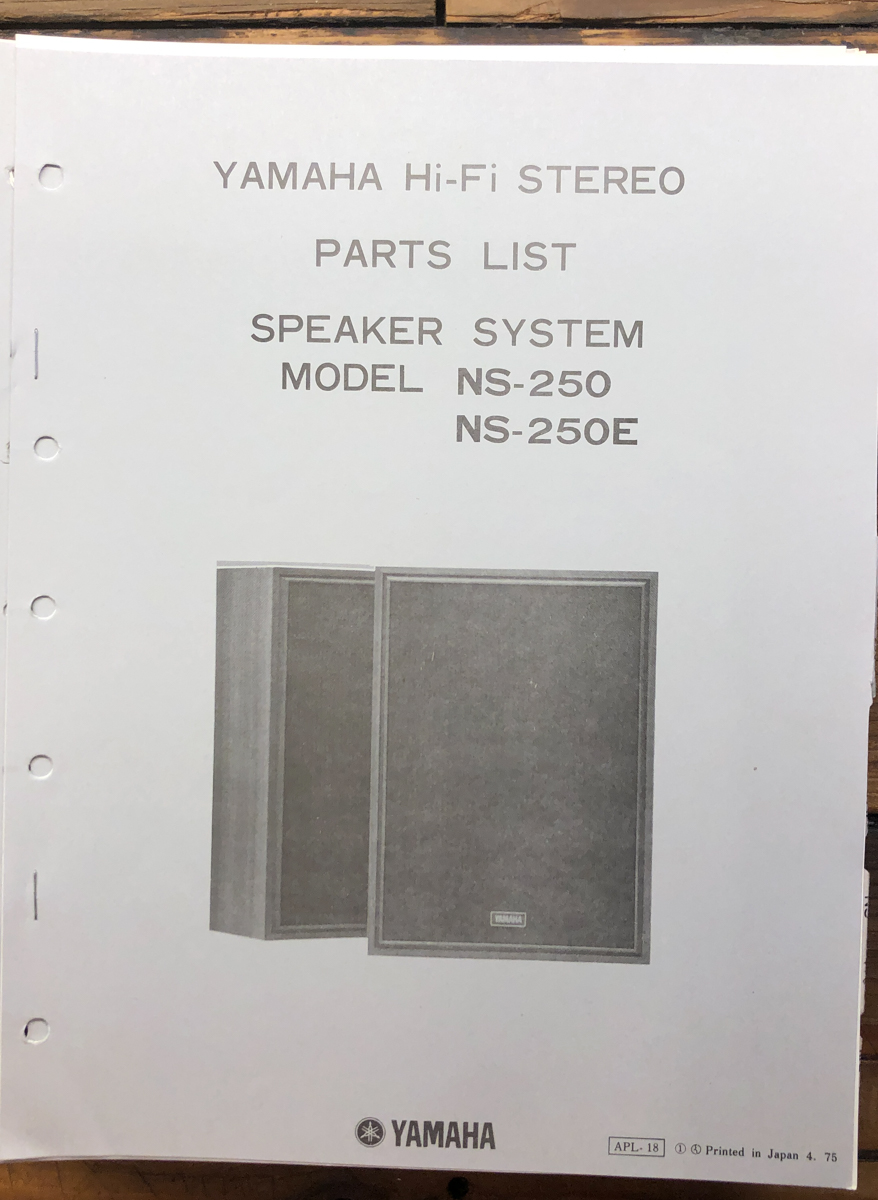 YAMAHA Hi-Fi STEREO
PARTS LIST
SPEAKER SYSTEM
MODEL NS-250
NS-250E
YAMAHA
YAMAHA
APL-18 Printed in Japan 4. 75